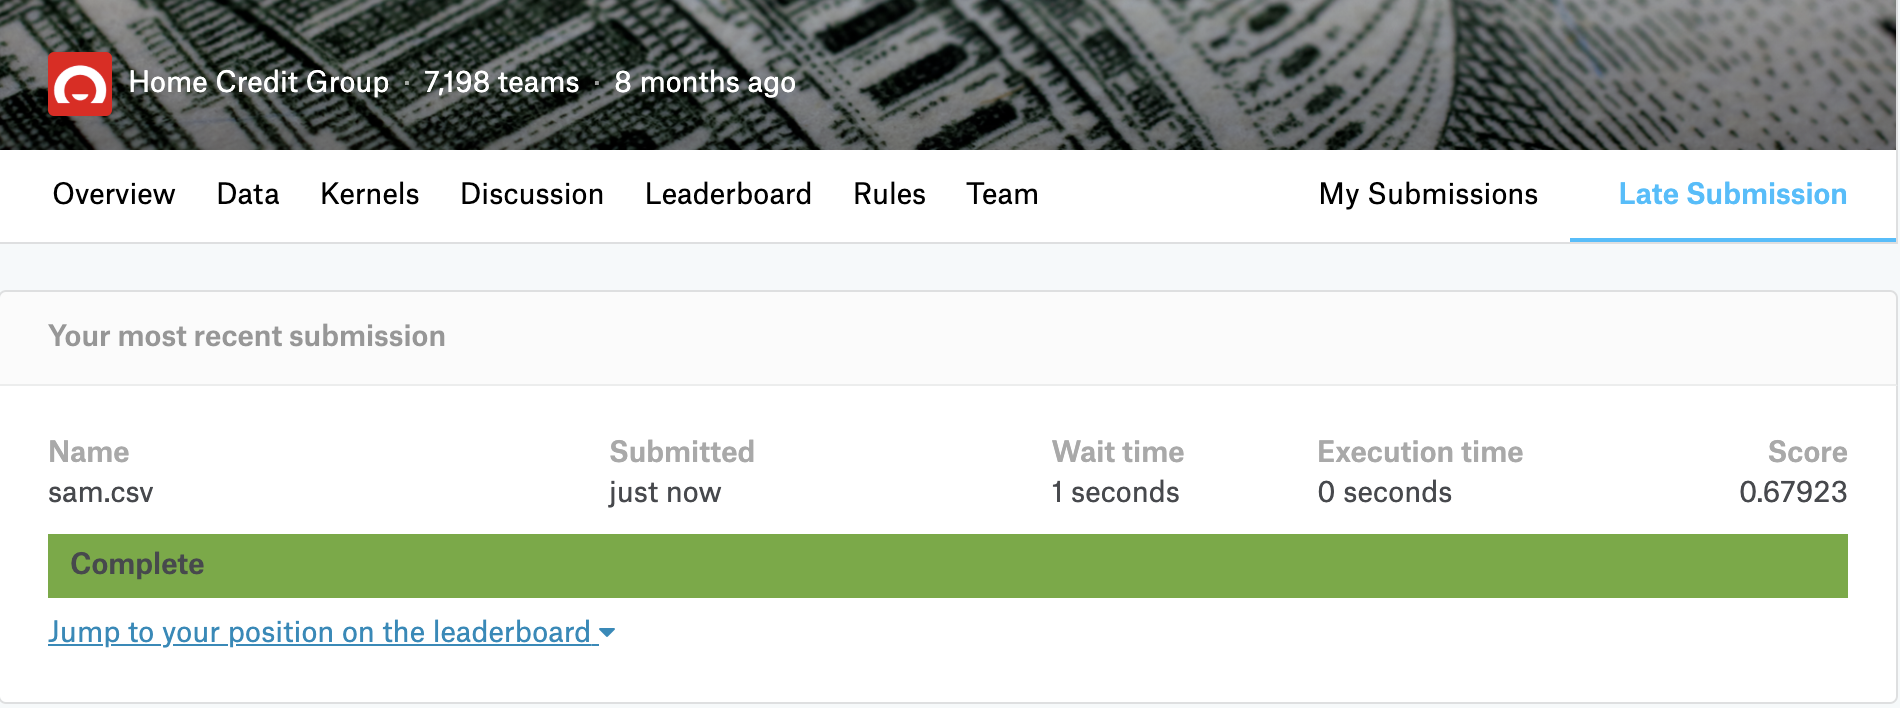 Home Credit Group · 7,198 teams · 8 months ago
Overview Data Kernels Discussion Leaderboard Rules Team My Submissions Late Submission
Your most recent submission
Name Submitted Wait time Execution time Score
sam.csv just now 1 seconds 0 seconds 0.67923
Complete
Jump to your position on the leaderboard